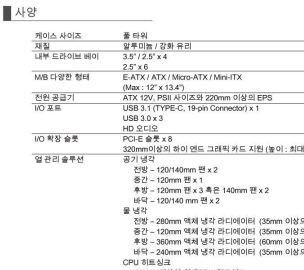 사양
케이스 사이즈 풀 타워
재질 알루미늄 / 강화 유리
내부 드라이브 베이 3.5" / 2.5" x 4
2.5" x 6
M/B 다양한 형태 E-ATX / ATX / Micro-ATX / Mini-ITX
(Max : 12" x 13.4")
전원 공급기 ATX 12V, PSII 사이즈와 220mm 이상의 EPS
I/O 포트 USB 3.1 (TYPE-C, 19-pin Connector) x 1
USB 3.0 x 3
HD 오디오
I/O 확장 슬롯 PCI-E 슬롯 x 8
320mm이상의 하이 엔드 그래픽 카드 지원 (높이 : 최대
열 관리 솔루션 공기 냉각
전방 – 120/140mm 팬 x 2
중간 – 120mm 팬 x 1
후방 – 120mm 팬 x 3 혹은 140mm 팬 x 2
바닥 – 120/140 mm 팬 x 2
물 냉각
전방 – 280mm 액체 냉각 라디에이터 (35mm 이상의
중간 – 120mm 액체 냉각 라디에이터 (35mm 이상의
후방 – 360mm 액체 냉각 라디에이터 (60mm 이상의
바닥 – 240mm 액체 냉각 라디에이터 (35mm 이상의
CPU 히트싱크